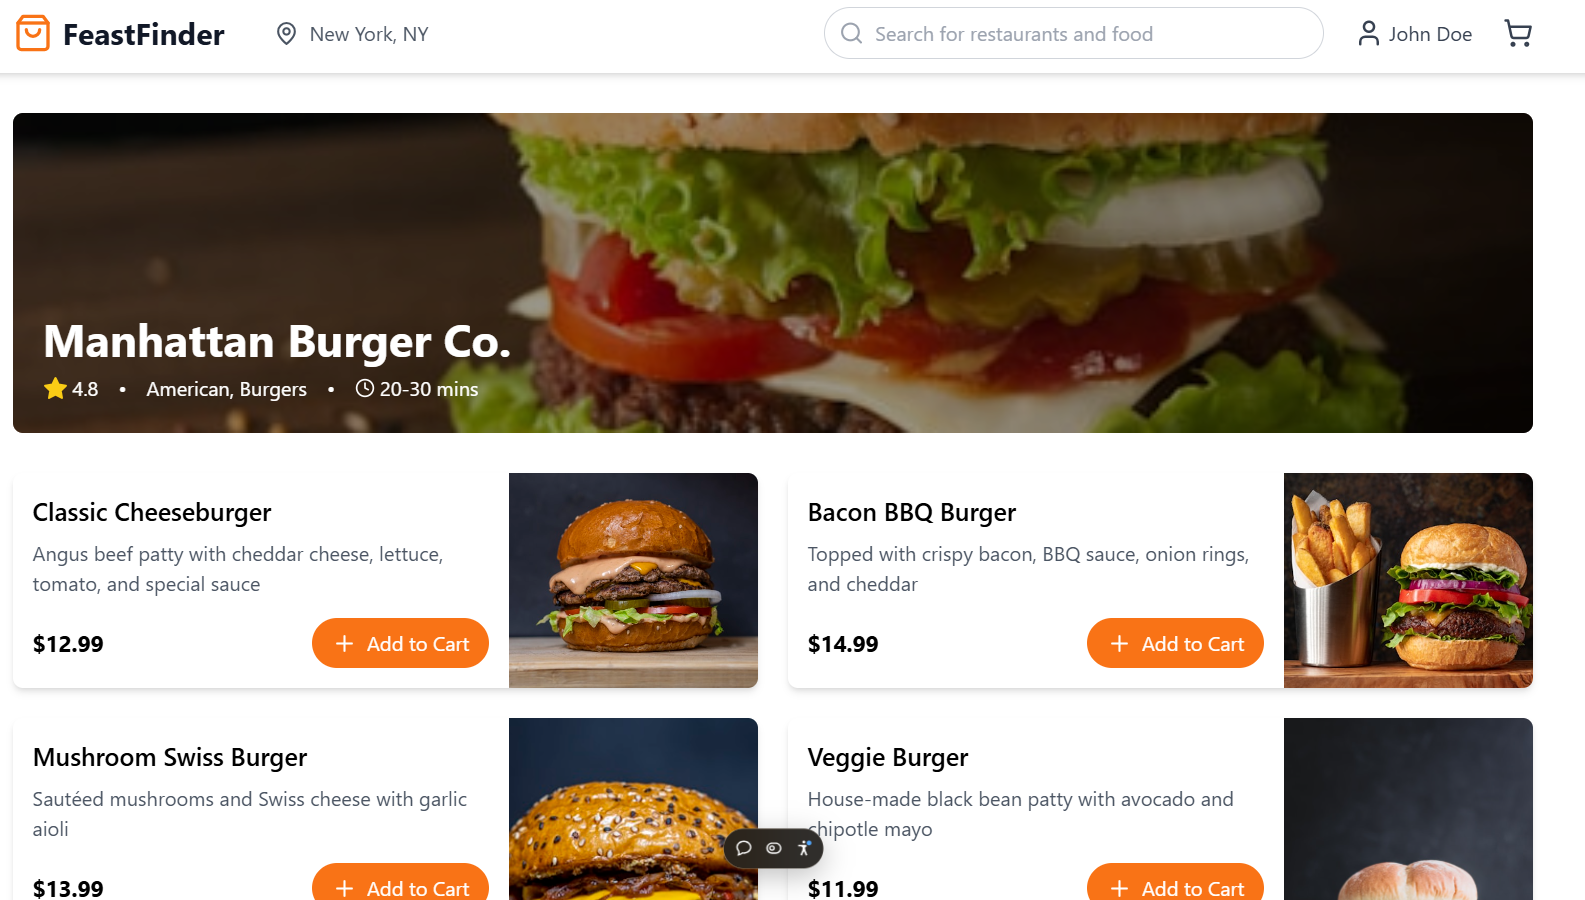 FeastFinder
New York, NY
Search for restaurants and food
John Doe
Manhattan Burger Co.
4.8 • American, Burgers • 20-30 mins
Classic Cheeseburger
Angus beef patty with cheddar cheese, lettuce,
tomato, and special sauce
$12.99
Add to Cart
Bacon BBQ Burger
Topped with crispy bacon, BBQ sauce, onion rings,
and cheddar
$14.99
Add to Cart
Mushroom Swiss Burger
Sautéed mushrooms and Swiss cheese with garlic
aioli
$13.99
Add to Cart
Veggie Burger
House-made black bean patty with avocado and
chipotle mayo
$11.99
Add to Cart